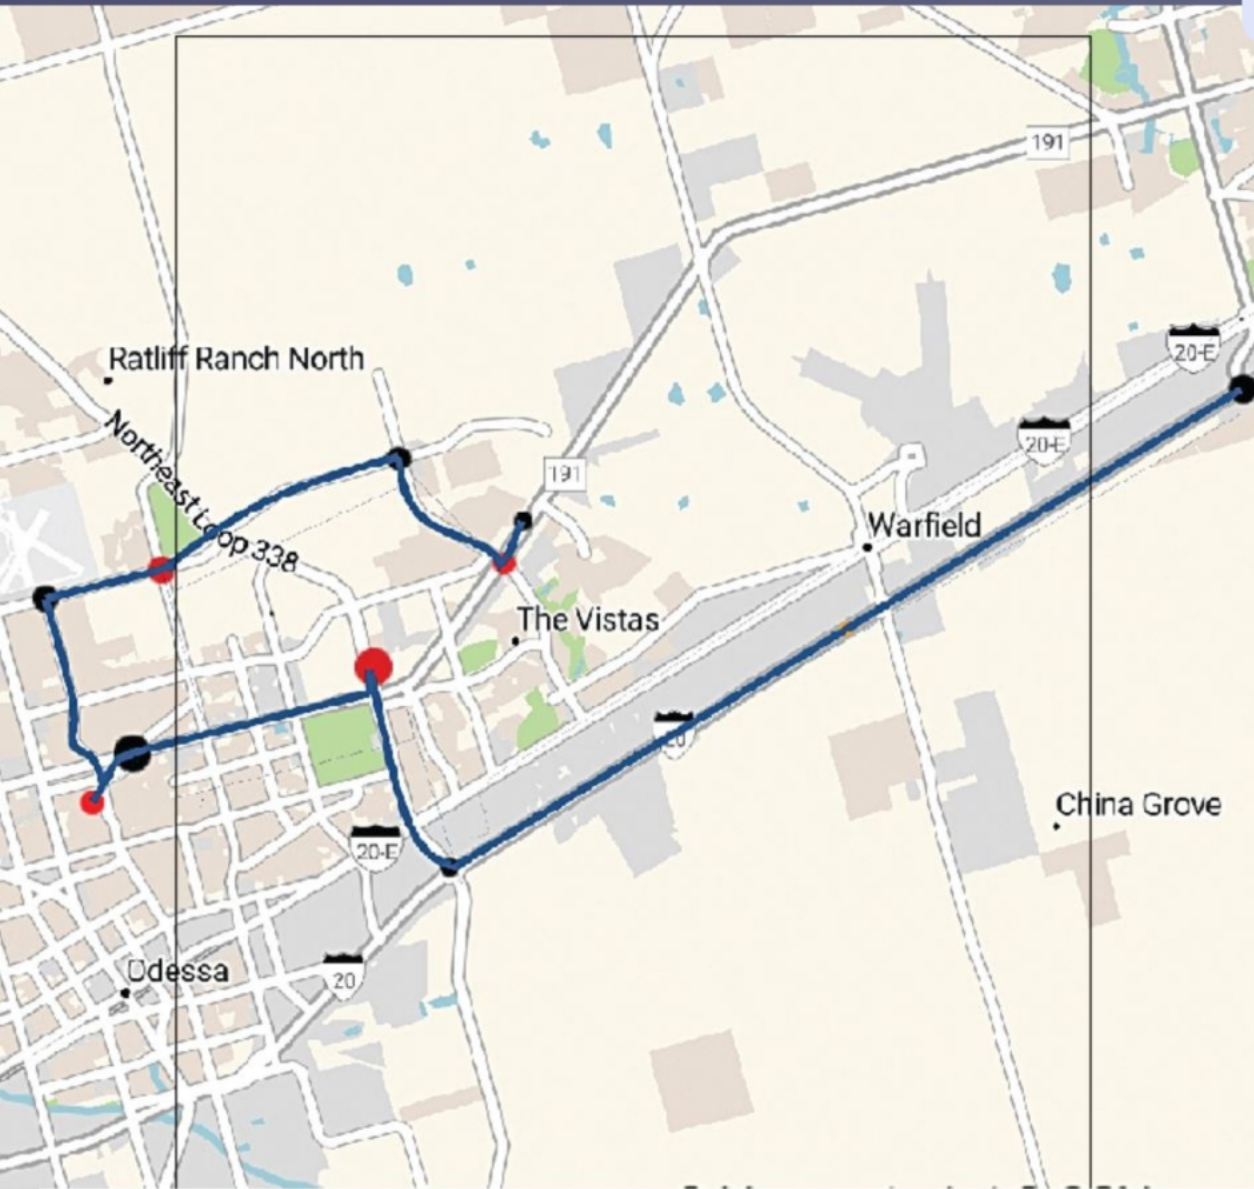 191
20-E
Ratliff Ranch North
20-E
Northeast Loop 338
191
Warfield
The Vistas
20
China Grove
20-E
Odessa
20